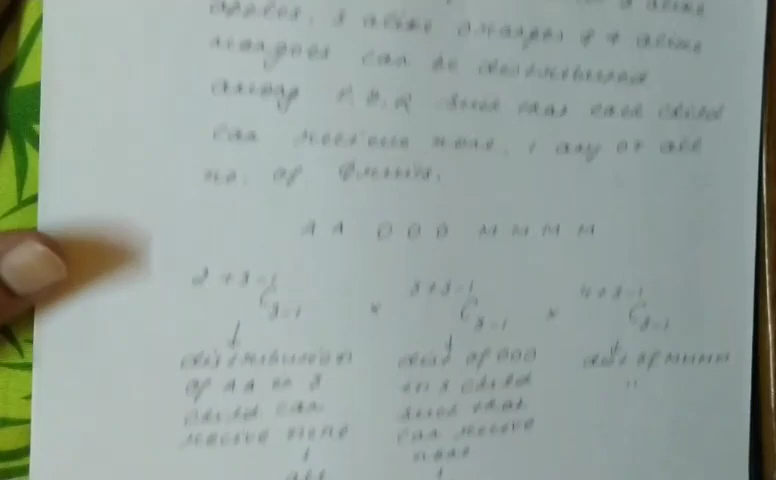 apples, 3 alike oranges & 4 alike
mangoes can be distributed
among P, Q, R such that each child
can receive none, 1 any or all
no. of fruits.
A A O O O M M M M
2+3-1 C 3-1 × 3+3-1 C 3-1 × 4+3-1 C 3-1
↓ ↓ ↓
distribution dist of OOO dist of MMMM
of AA in 3 in 3 child "
child can such that
receive none can receive
↓ none
all ↓